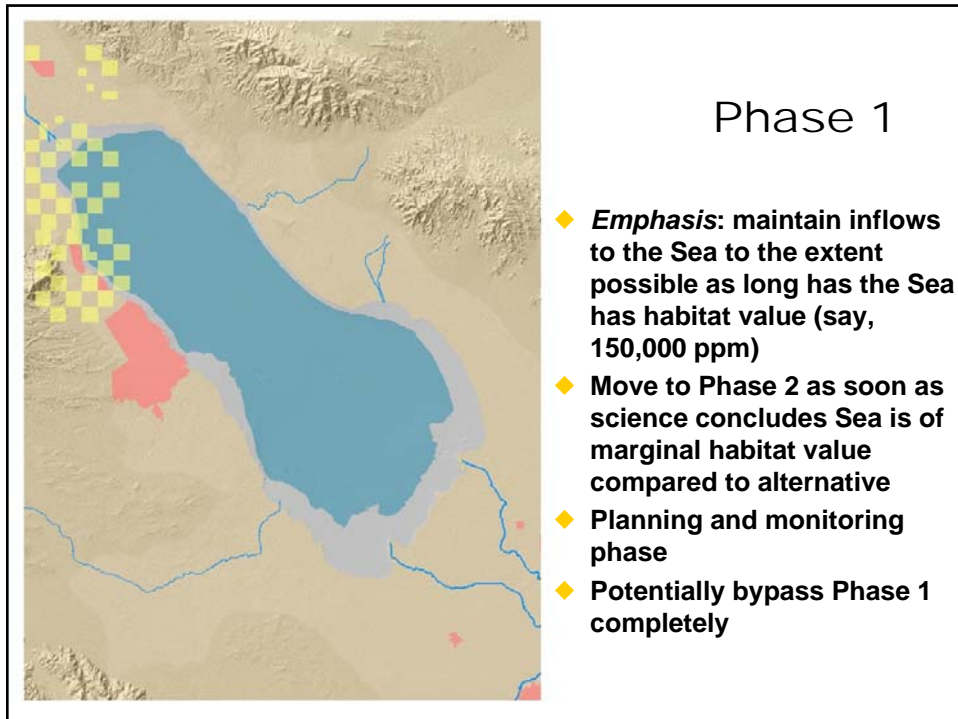 Phase 1
Emphasis: maintain inflows
to the Sea to the extent
possible as long has the Sea
has habitat value (say,
150,000 ppm)
Move to Phase 2 as soon as
science concludes Sea is of
marginal habitat value
compared to alternative
Planning and monitoring
phase
Potentially bypass Phase 1
completely